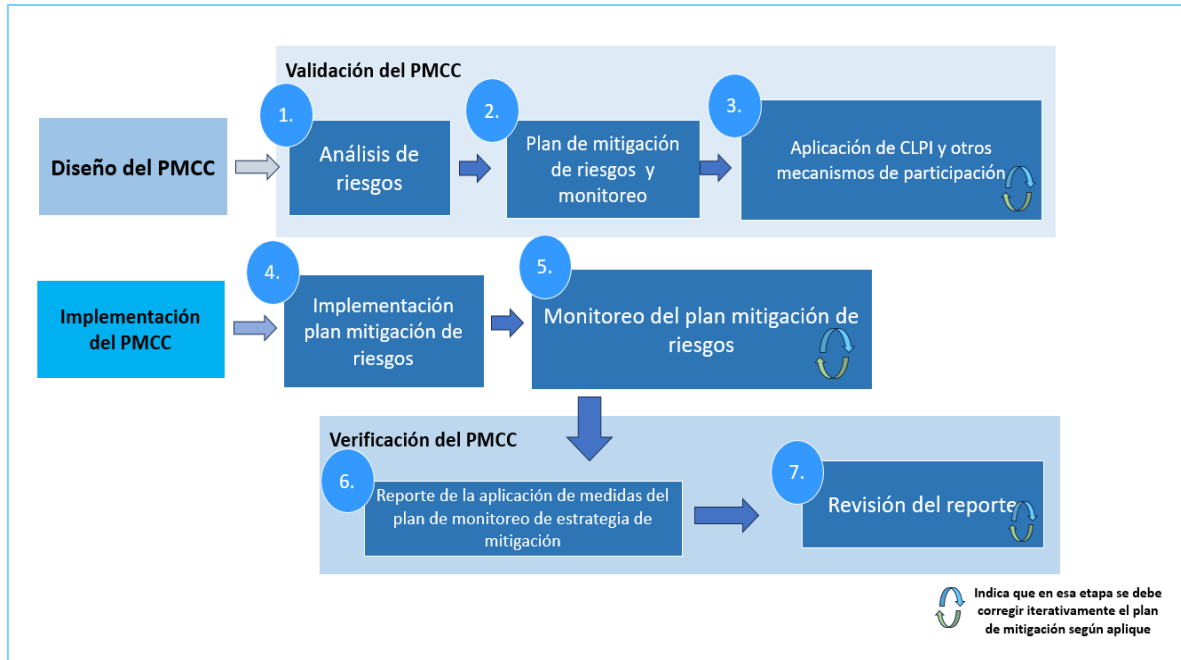 Validación del PMCC
Diseño del PMCC
1.
Análisis de
riesgos
2.
Plan de mitigación
de riesgos y
monitoreo
3.
Aplicación de CLPI y otros
mecanismos de participación
Implementación
del PMCC
4.
Implementación
plan mitigación de
riesgos
5.
Monitoreo del plan mitigación de
riesgos
Verificación del PMCC
6.
Reporte de la aplicación de medidas del
plan de monitoreo de estrategia de
mitigación
7.
Revisión del reporte
Indica que en esa etapa se debe
corregir iterativamente el plan
de mitigación según aplique